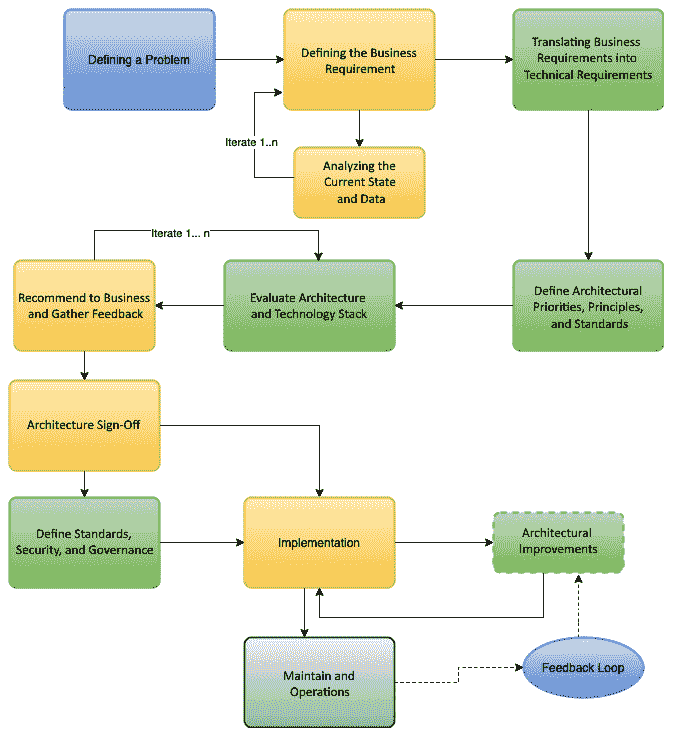 Defining a Problem
Defining the Business
Requirement
Translating Business
Requirements into
Technical Requirements
Iterate 1..n
Analyzing the
Current State
and Data
Iterate 1... n
Recommend to Business
and Gather Feedback
Evaluate Architecture
and Technology Stack
Define Architectural
Priorities, Principles,
and Standards
Architecture Sign-Off
Define Standards,
Security, and Governance
Implementation
Architectural
Improvements
Maintain and
Operations
Feedback Loop